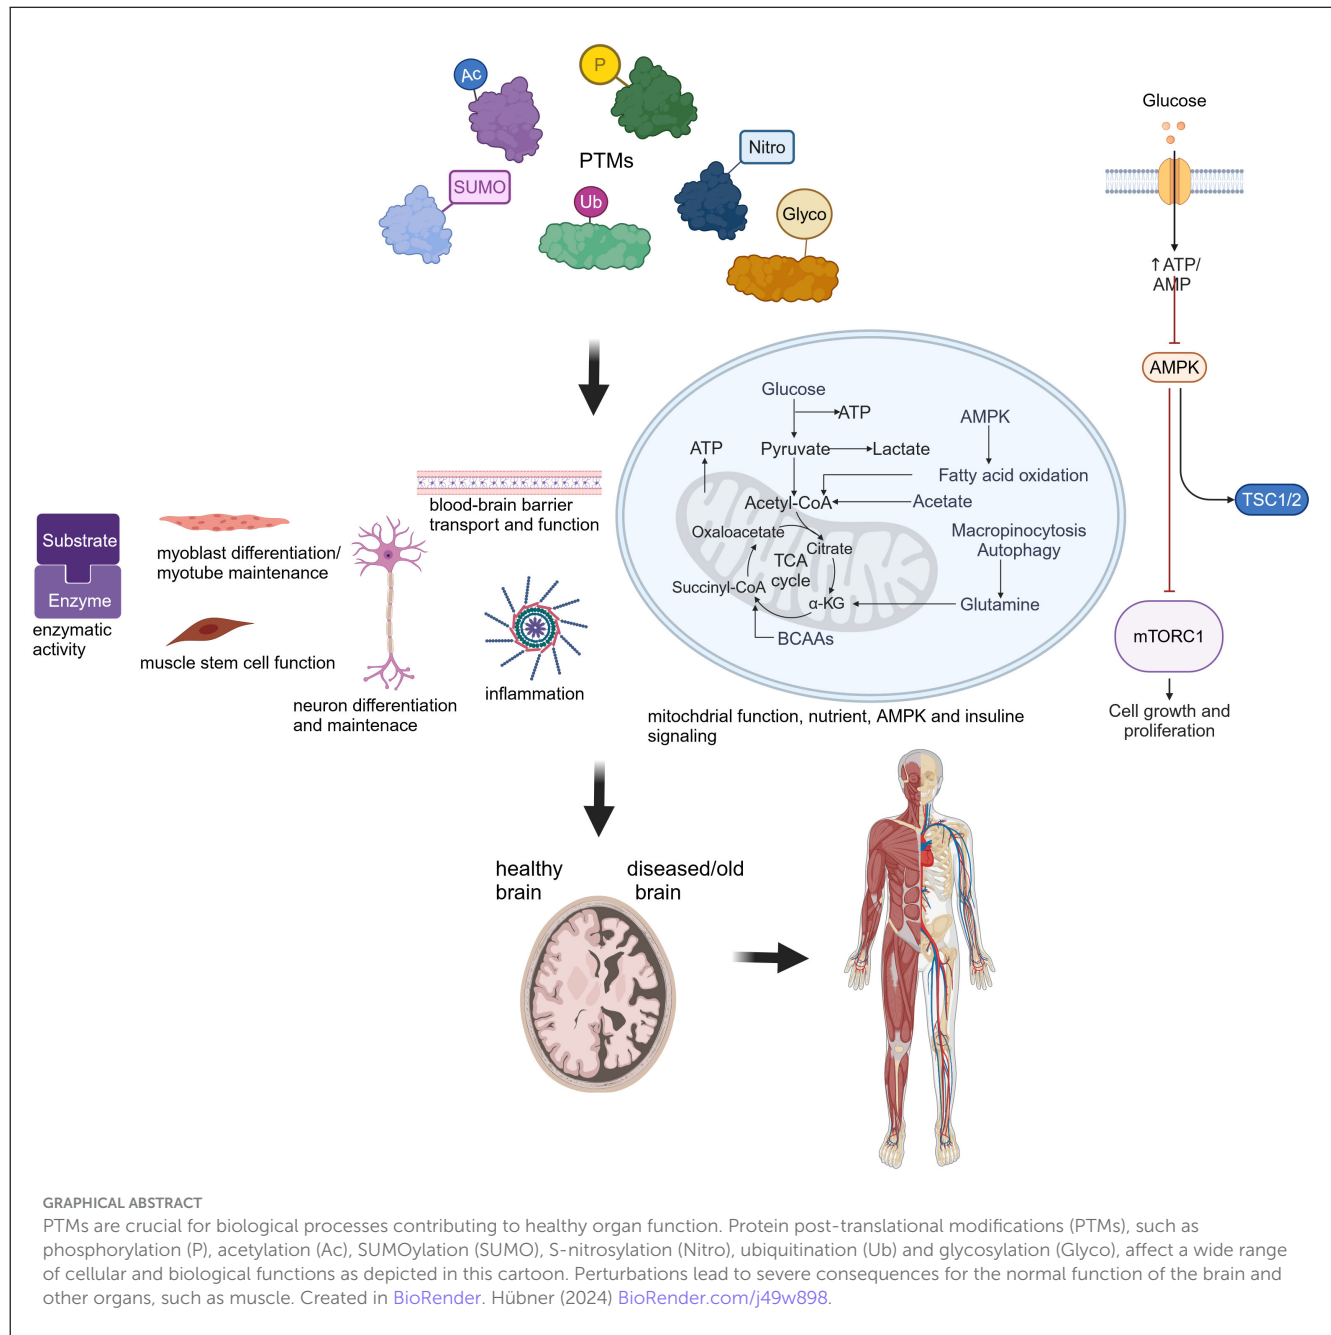 Ac
P
PTMs
Nitro
SUMO
Ub
Glyco
Glucose
↑ATP/
AMP
AMPK
TSC1/2
mTORC1
Cell growth and
proliferation
Glucose
ATP
AMPK
ATP
Pyruvate
Lactate
Fatty acid oxidation
Acetyl-CoA
Acetate
Oxaloacetate
Citrate
Macropinocytosis
Autophagy
TCA
cycle
Succinyl-CoA
α-KG
Glutamine
BCAAs
mitochdrial function, nutrient, AMPK and insuline
signaling
blood-brain barrier
transport and function
Substrate
Enzyme
enzymatic
activity
myoblast differentiation/
myotube maintenance
muscle stem cell function
neuron differentiation
and maintenace
inflammation
healthy
brain
diseased/old
brain
GRAPHICAL ABSTRACT
PTMs are crucial for biological processes contributing to healthy organ function. Protein post-translational modifications (PTMs), such as
phosphorylation (P), acetylation (Ac), SUMOylation (SUMO), S-nitrosylation (Nitro), ubiquitination (Ub) and glycosylation (Glyco), affect a wide range
of cellular and biological functions as depicted in this cartoon. Perturbations lead to severe consequences for the normal function of the brain and
other organs, such as muscle. Created in BioRender. Hübner (2024) BioRender.com/j49w898.